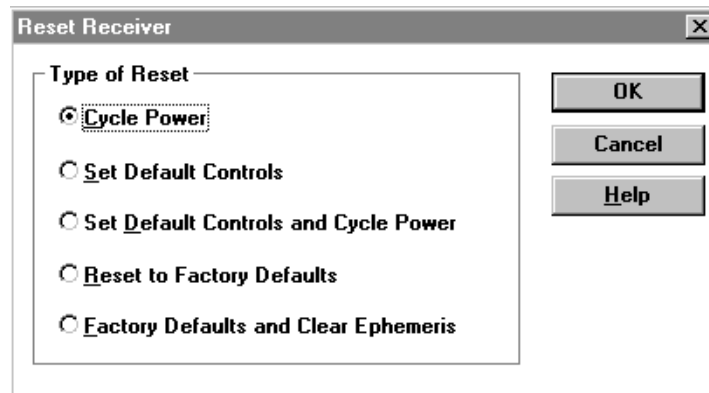 Reset Receiver
Type of Reset
Cycle Power
Set Default Controls
Set Default Controls and Cycle Power
Reset to Factory Defaults
Factory Defaults and Clear Ephemeris
OK
Cancel
Help